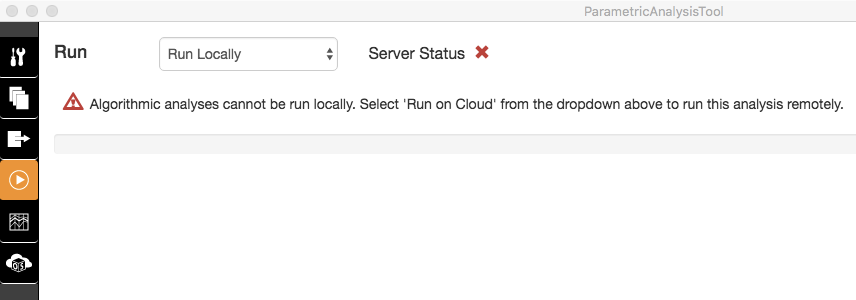 ParametricAnalysisTool
Run
Run Locally
Server Status
Algorithmic analyses cannot be run locally. Select 'Run on Cloud' from the dropdown above to run this analysis remotely.
OS